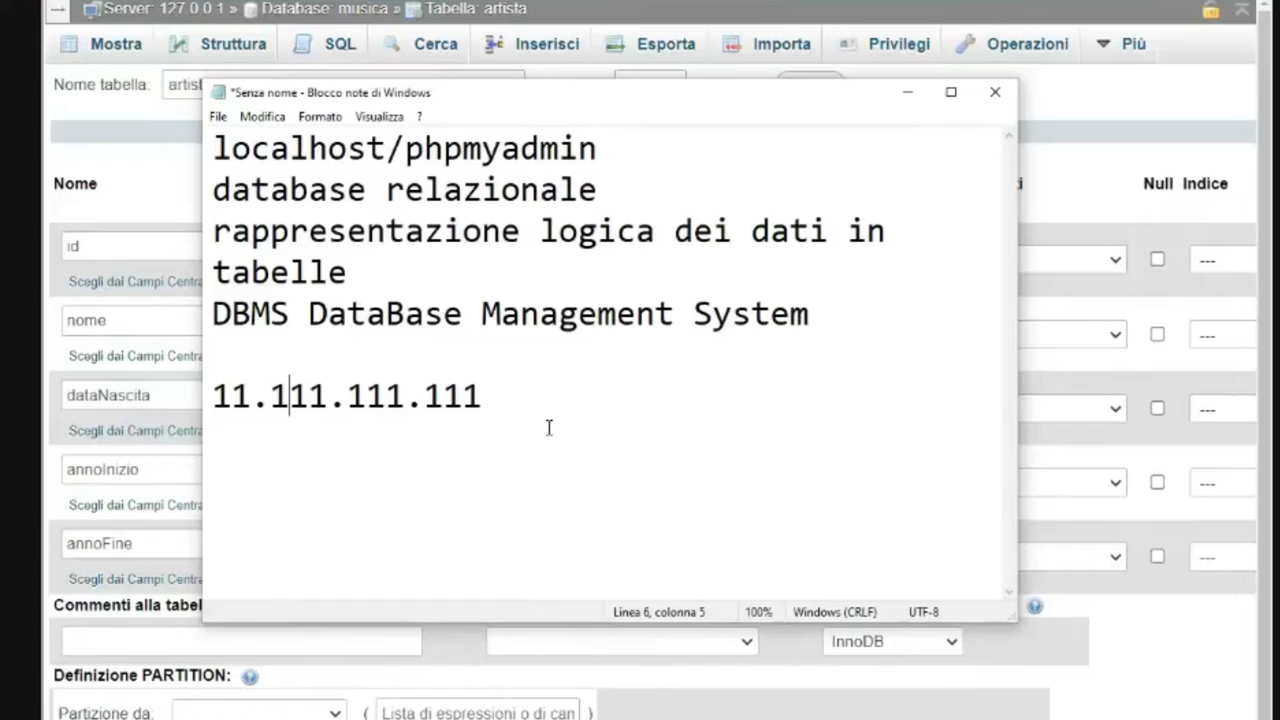 Server: 127.0.0.1 » Database: musica » Tabella: artista
Mostra Struttura SQL Cerca Inserisci Esporta Importa Privilegi Operazioni Più
Nome tabella: artist
*Senza nome - Blocco note di Windows
File Modifica Formato Visualizza ?
localhost/phpmyadmin
database relazionale
rappresentazione logica dei dati in
tabelle
DBMS DataBase Management System
11.111.111.111
Linea 6, colonna 5 100% Windows (CRLF) UTF-8
Nome Null Indice
id ---
Scegli dai Campi Centra
nome ---
Scegli dai Campi Centra
dataNascita ---
Scegli dai Campi Centra
annoInizio ---
Scegli dai Campi Centra
annoFine ---
Scegli dai Campi Centra
Commenti alla tabel
InnoDB
Definizione PARTITION:
Partizione da: ( Lista di espressioni o di can )